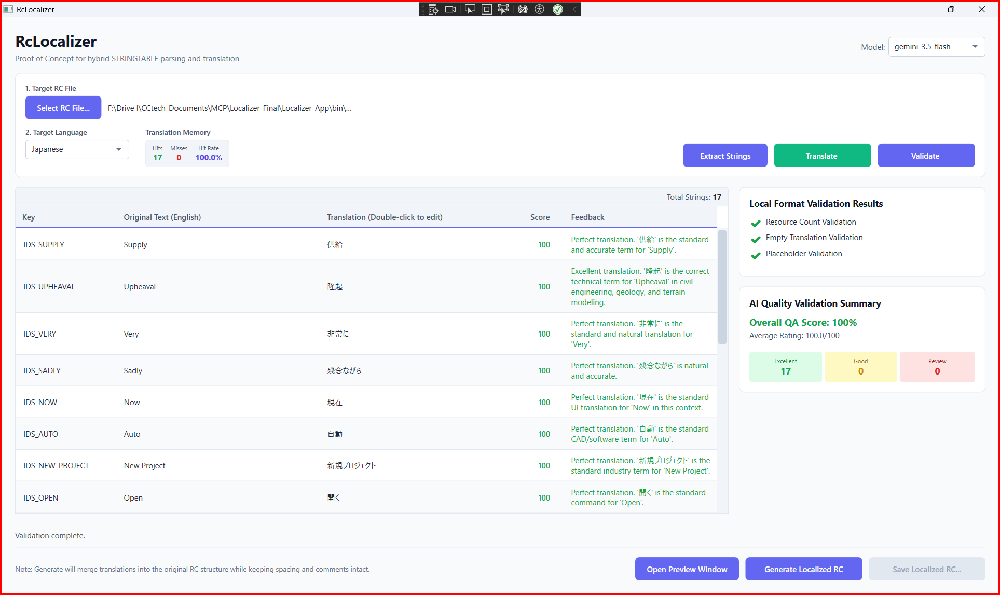 RcLocalizer
RcLocalizer
Proof of Concept for hybrid STRINGTABLE parsing and translation
Model:
gemini-3.5-flash
1. Target RC File
Select RC File...
F:\Drive I\CCtech_Documents\MCP\Localizer_Final\Localizer_App\bin\...
2. Target Language
Japanese
Translation Memory
Hits Misses Hit Rate
17 0 100.0%
Extract Strings
Translate
Validate
Total Strings: 17
Key Original Text (English) Translation (Double-click to edit) Score Feedback
IDS_SUPPLY Supply 供給 100
Perfect translation. '供給' is the standard
and accurate term for 'Supply'.
IDS_UPHEAVAL Upheaval 隆起 100
Excellent translation. '隆起' is the correct
technical term for 'Upheaval' in civil
engineering, geology, and terrain
modeling.
IDS_VERY Very 非常に 100
Perfect translation. '非常に' is the
standard and natural translation for
'Very'.
IDS_SADLY Sadly 残念ながら 100
Perfect translation. '残念ながら' is natural
and accurate.
IDS_NOW Now 現在 100
Perfect translation. '現在' is the standard
UI translation for 'Now' in this context.
IDS_AUTO Auto 自動 100
Perfect translation. '自動' is the standard
CAD/software term for 'Auto'.
IDS_NEW_PROJECT New Project 新規プロジェクト 100
Perfect translation. '新規プロジェクト' is the
standard industry term for 'New Project'.
IDS_OPEN Open 開く 100
Perfect translation. '開く' is the standard
command for 'Open'.
Local Format Validation Results
Resource Count Validation
Empty Translation Validation
Placeholder Validation
AI Quality Validation Summary
Overall QA Score: 100%
Average Rating: 100.0/100
Excellent Good Review
17 0 0
Validation complete.
Note: Generate will merge translations into the original RC structure while keeping spacing and comments intact.
Open Preview Window
Generate Localized RC
Save Localized RC...